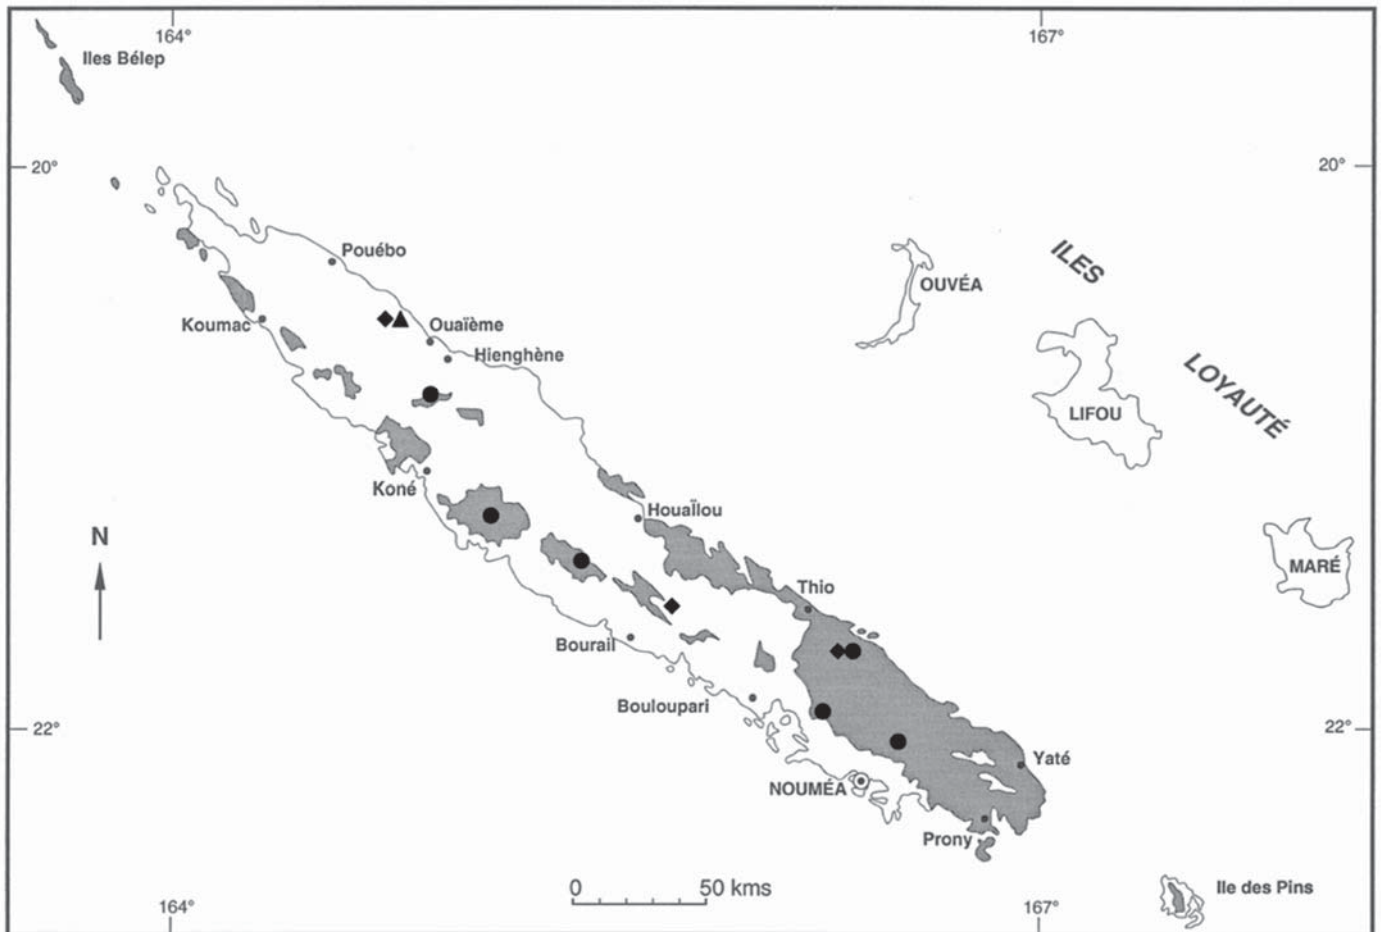 164°
167°
Iles Bélep
20°
20°
Pouébo
ILES
OUVÉA
Koumac
Ouaïème
Hienghène
LOYAUTÉ
LIFOU
Koné
Houaïlou
N
MARÉ
Thio
Bourail
Bouloupari
22°
22°
Yaté
NOUMÉA
Prony
0 50 kms
Ile des Pins
164°
167°